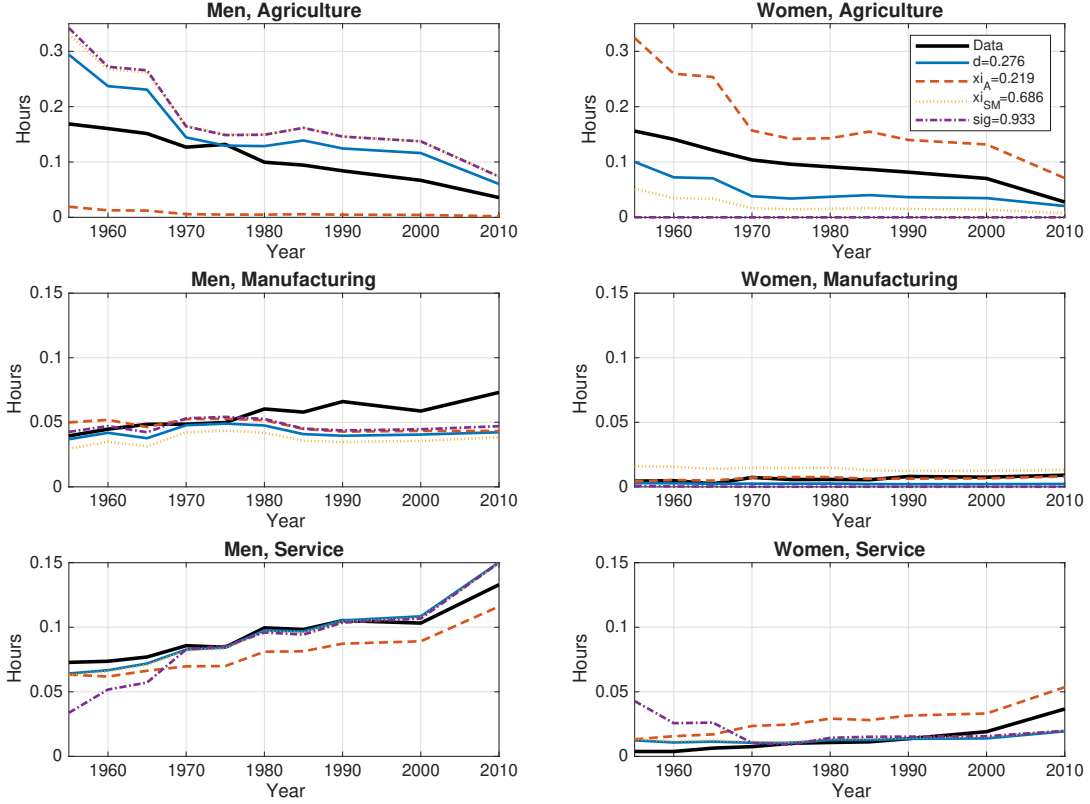 Men, Agriculture
Women, Agriculture
0.3
0.2
0.1
0
Hours
1960 1970 1980 1990 2000 2010
Year
0.3
0.2
0.1
0
Hours
1960 1970 1980 1990 2000 2010
Year
Data
d=0.276
xi_A=0.219
xi_SM=0.686
sig=0.933
Men, Manufacturing
Women, Manufacturing
0.15
0.1
0.05
0
Hours
1960 1970 1980 1990 2000 2010
Year
0.15
0.1
0.05
0
Hours
1960 1970 1980 1990 2000 2010
Year
Men, Service
Women, Service
0.15
0.1
0.05
0
Hours
1960 1970 1980 1990 2000 2010
Year
0.15
0.1
0.05
0
Hours
1960 1970 1980 1990 2000 2010
Year